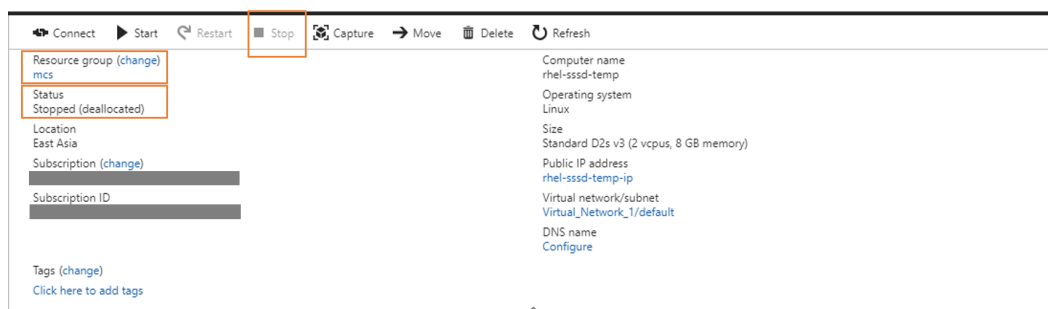 Connect Start Restart Stop Capture Move Delete Refresh
Resource group (change)
mcs
Status
Stopped (deallocated)
Location
East Asia
Subscription (change)
Subscription ID
Tags (change)
Click here to add tags
Computer name
rhel-sssd-temp
Operating system
Linux
Size
Standard D2s v3 (2 vcpus, 8 GB memory)
Public IP address
rhel-sssd-temp-ip
Virtual network/subnet
Virtual_Network_1/default
DNS name
Configure